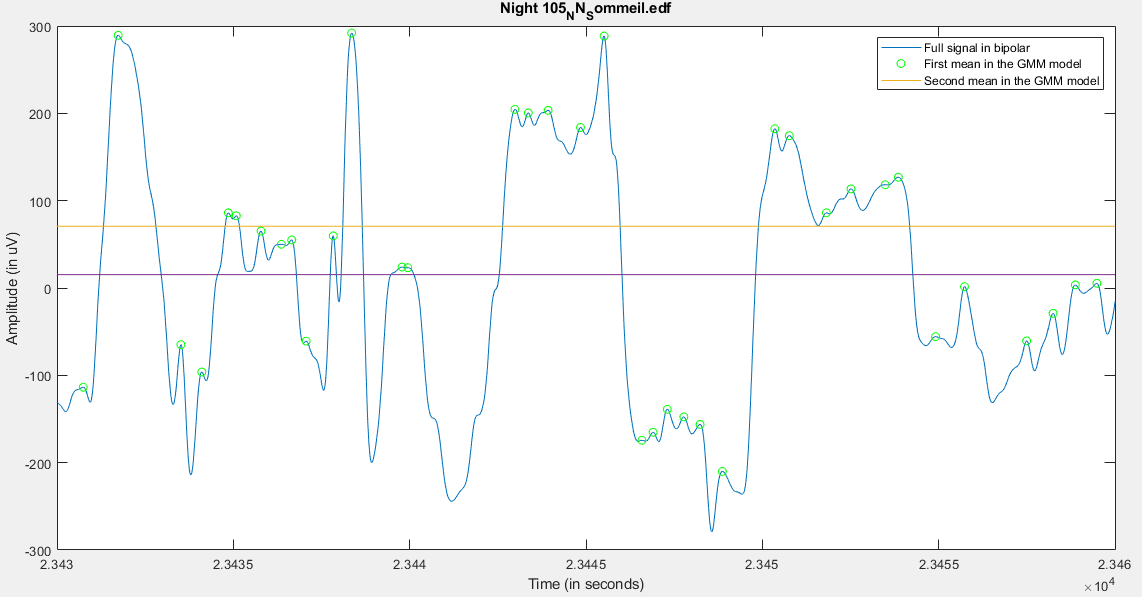 Night 105NNSommeil.edf
Full signal in bipolar
First mean in the GMM model
Second mean in the GMM model
300
200
100
0
-100
-200
-300
Amplitude (in uV)
2.343 2.3435 2.344 2.3445 2.345 2.3455 2.346
Time (in seconds)
×10^4